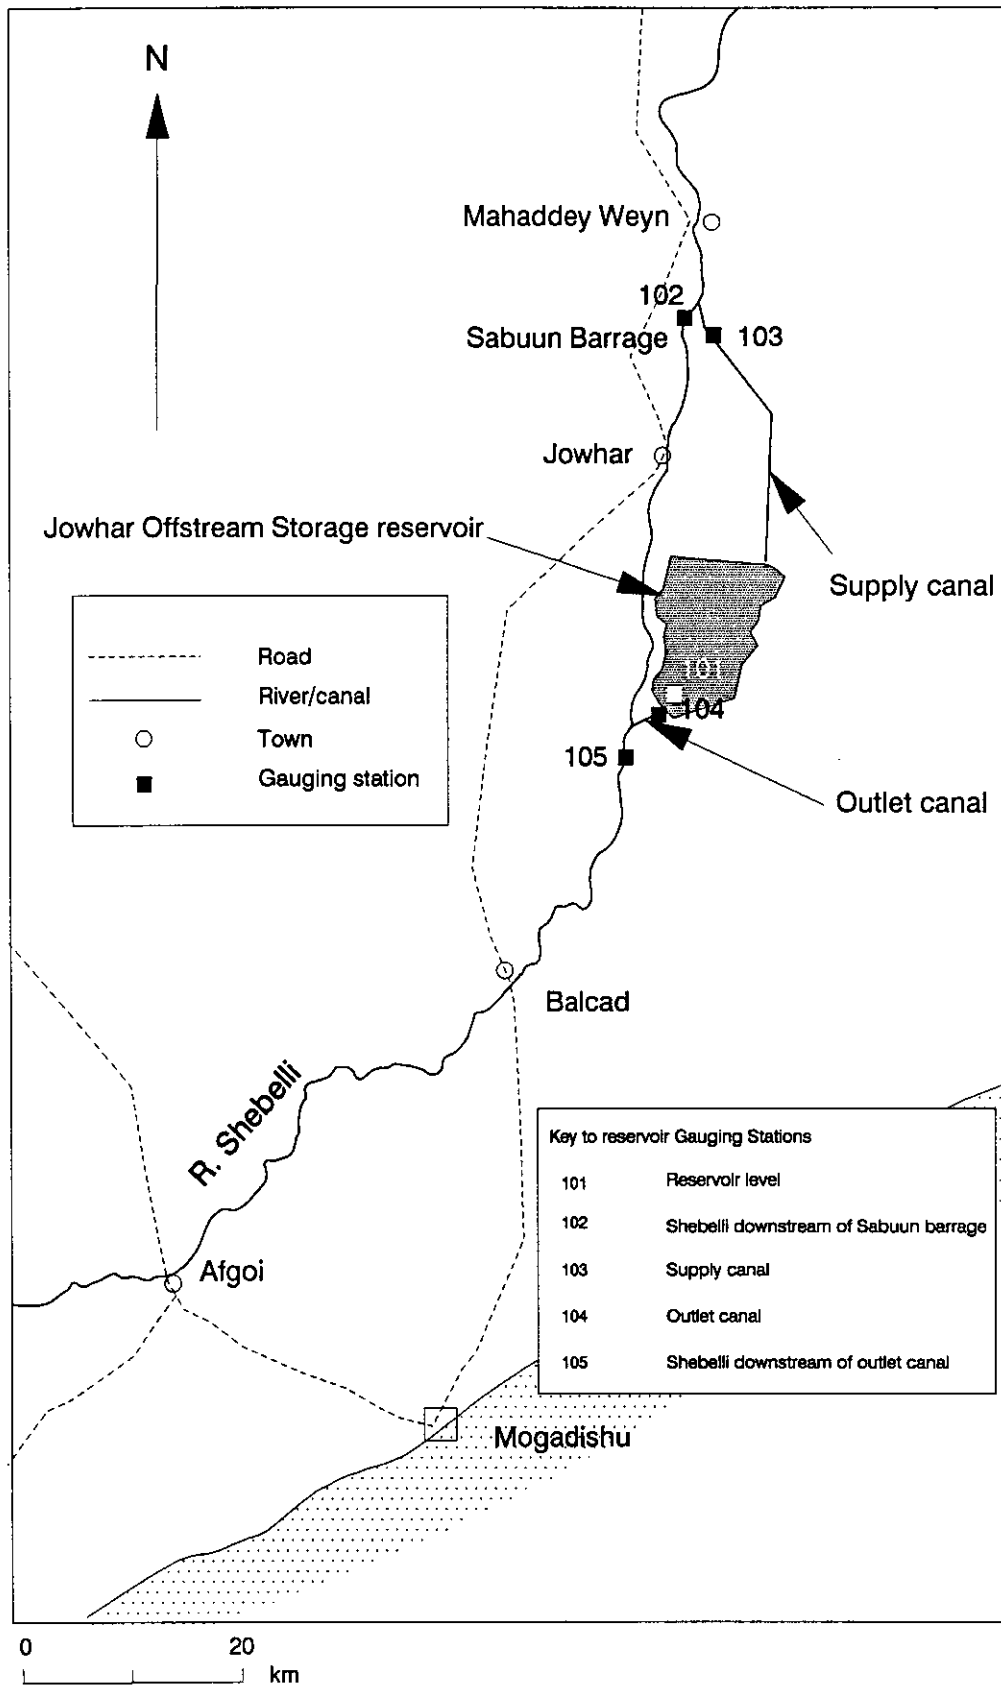 N
Mahaddey Weyn
102
Sabuun Barrage
103
Jowhar
Jowhar Offstream Storage reservoir
Supply canal
Road
River/canal
Town
Gauging station
101
104
105
Outlet canal
Balcad
R. Shebelli
Key to reservoir Gauging Stations
101 Reservoir level
102 Shebelli downstream of Sabuun barrage
103 Supply canal
104 Outlet canal
105 Shebelli downstream of outlet canal
Afgoi
Mogadishu
0 20
km